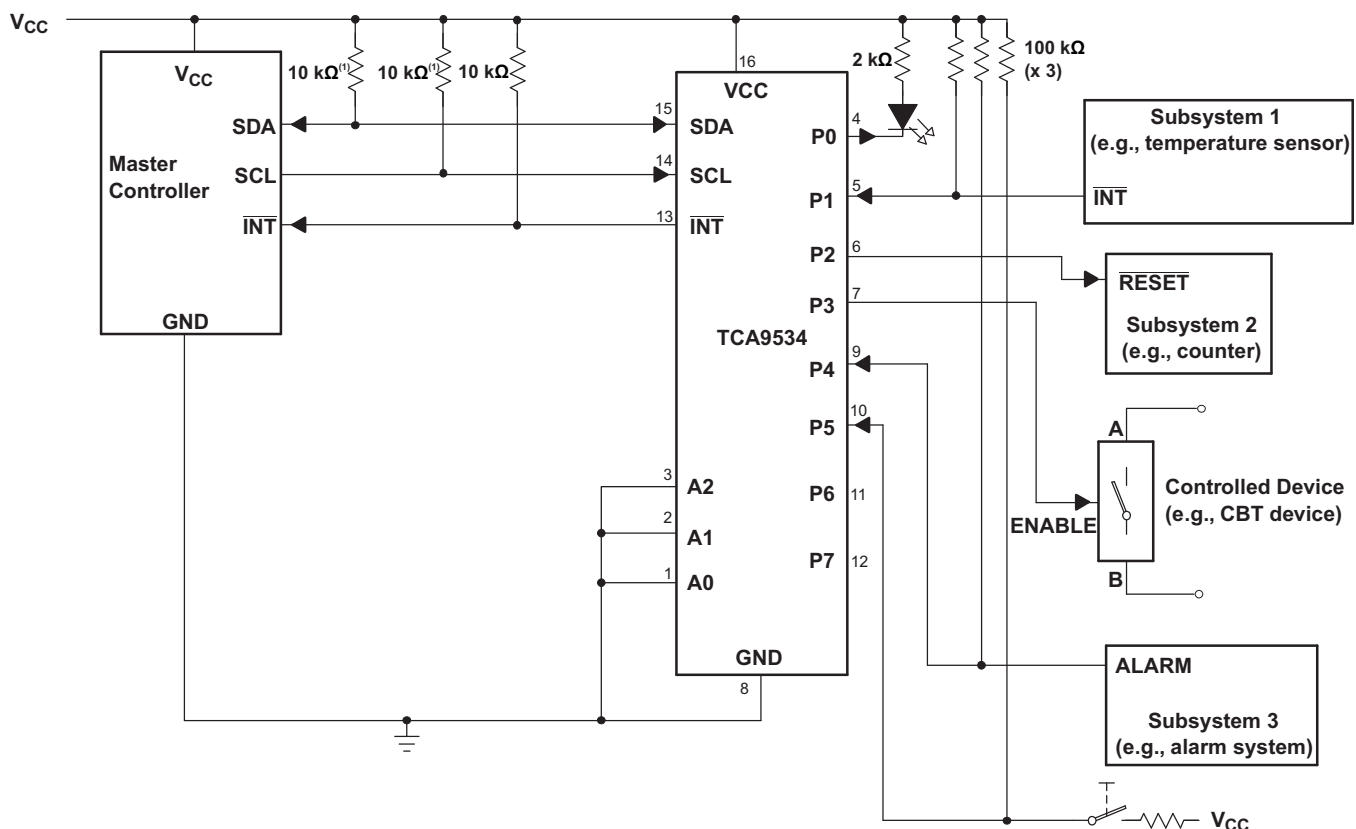 VCC
VCC
10 kΩ(1)
10 kΩ(1)
10 kΩ
SDA
Master
Controller
SCL
INT
GND
16
VCC
15
SDA
14
SCL
13
INT
TCA9534
3
A2
2
A1
1
A0
GND
8
P0
4
P1
5
P2
6
P3
7
P4
9
P5
10
P6
11
P7
12
2 kΩ
100 kΩ
(x 3)
Subsystem 1
(e.g., temperature sensor)
INT
RESET
Subsystem 2
(e.g., counter)
A
Controlled Device
(e.g., CBT device)
ENABLE
B
ALARM
Subsystem 3
(e.g., alarm system)
VCC